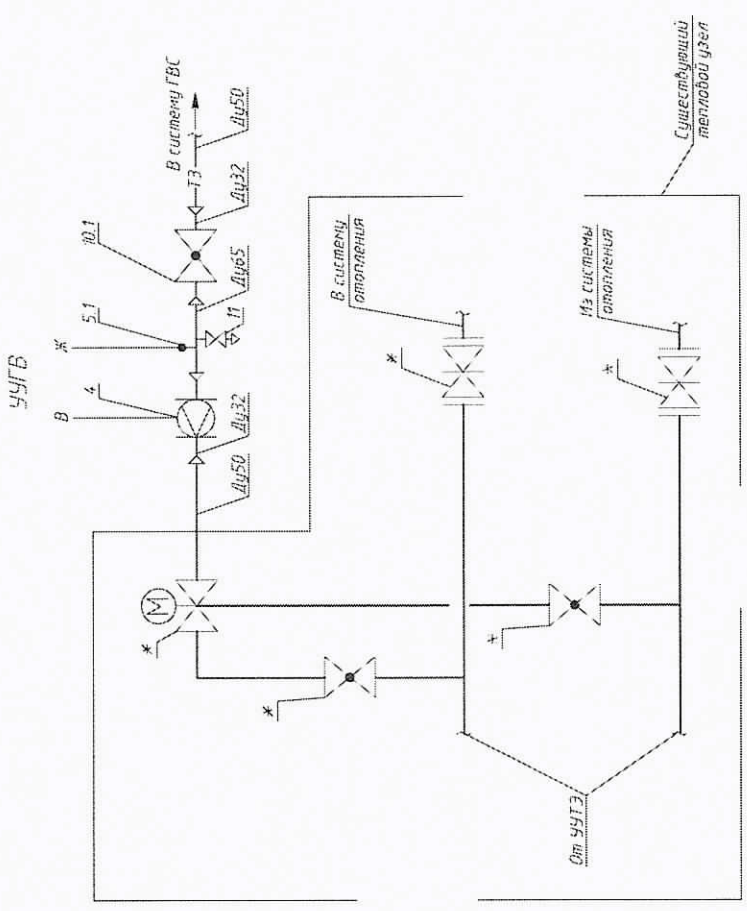 УУГВ
В
4
Ж
5.1
10.1
В систему ГВС
Т3
Ду50
Ду32
Ду65
11
Ду32
Ду50
М
*
*
*
*
*
В систему
отопления
Из системы
отопления
Существующий
тепловой узел
От УУТЭ